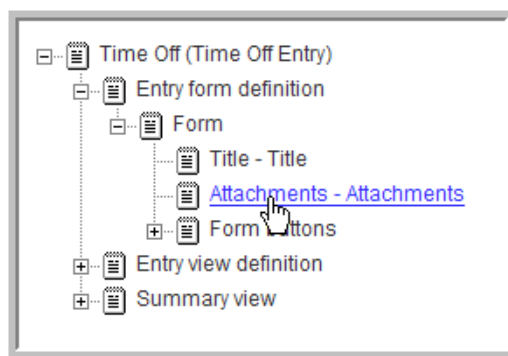 Time Off (Time Off Entry)
Entry form definition
Form
Title - Title
Attachments - Attachments
Form Buttons
Entry view definition
Summary view